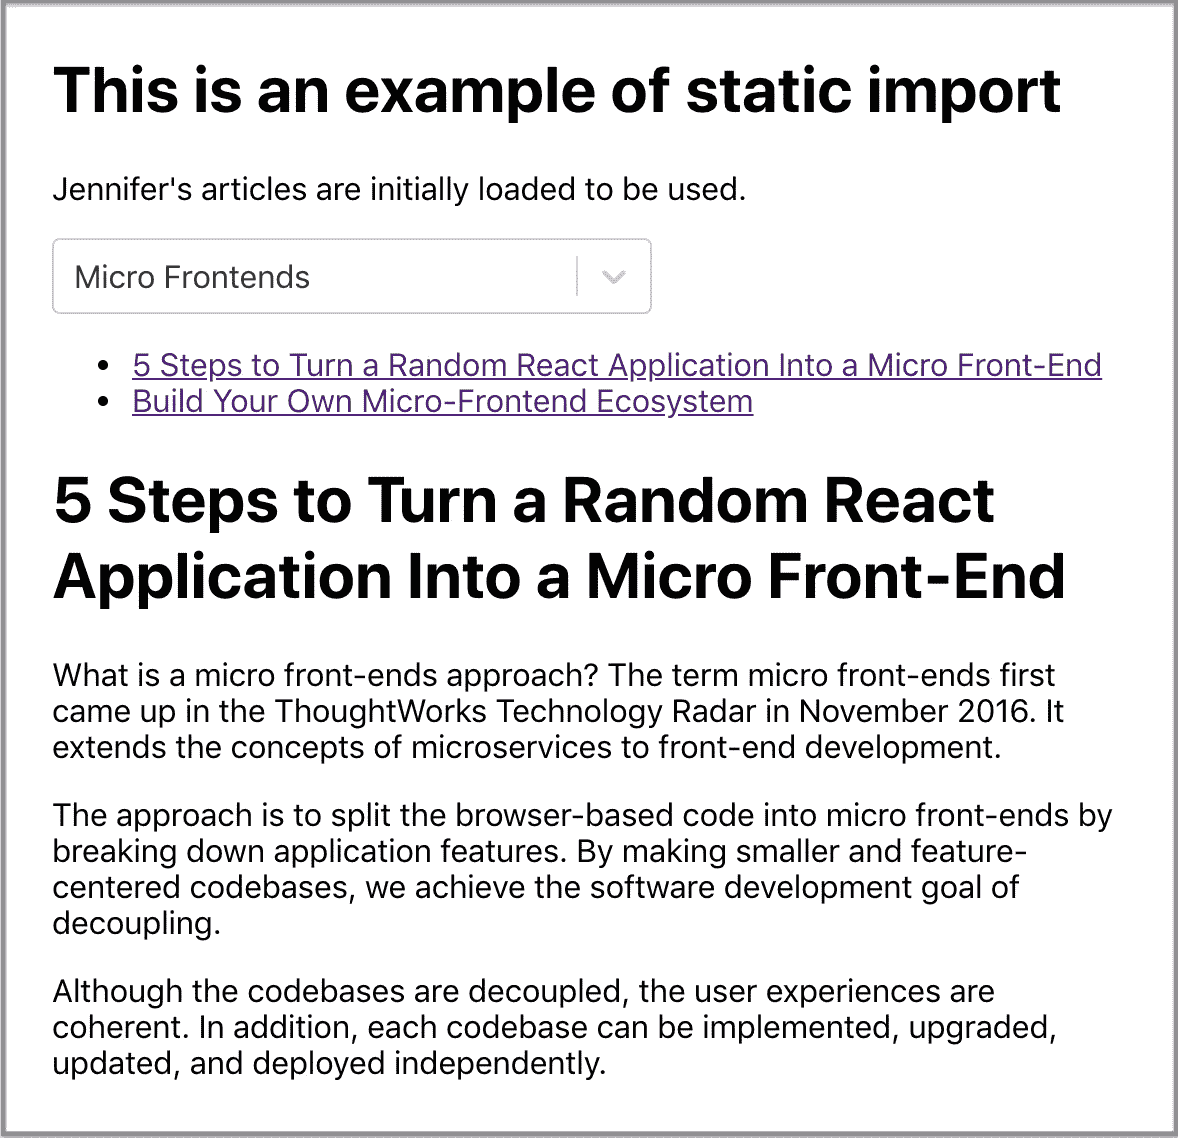 This is an example of static import
Jennifer's articles are initially loaded to be used.
Micro Frontends
5 Steps to Turn a Random React Application Into a Micro Front-End
Build Your Own Micro-Frontend Ecosystem
5 Steps to Turn a Random React
Application Into a Micro Front-End
What is a micro front-ends approach? The term micro front-ends first
came up in the ThoughtWorks Technology Radar in November 2016. It
extends the concepts of microservices to front-end development.
The approach is to split the browser-based code into micro front-ends by
breaking down application features. By making smaller and feature-
centered codebases, we achieve the software development goal of
decoupling.
Although the codebases are decoupled, the user experiences are
coherent. In addition, each codebase can be implemented, upgraded,
updated, and deployed independently.